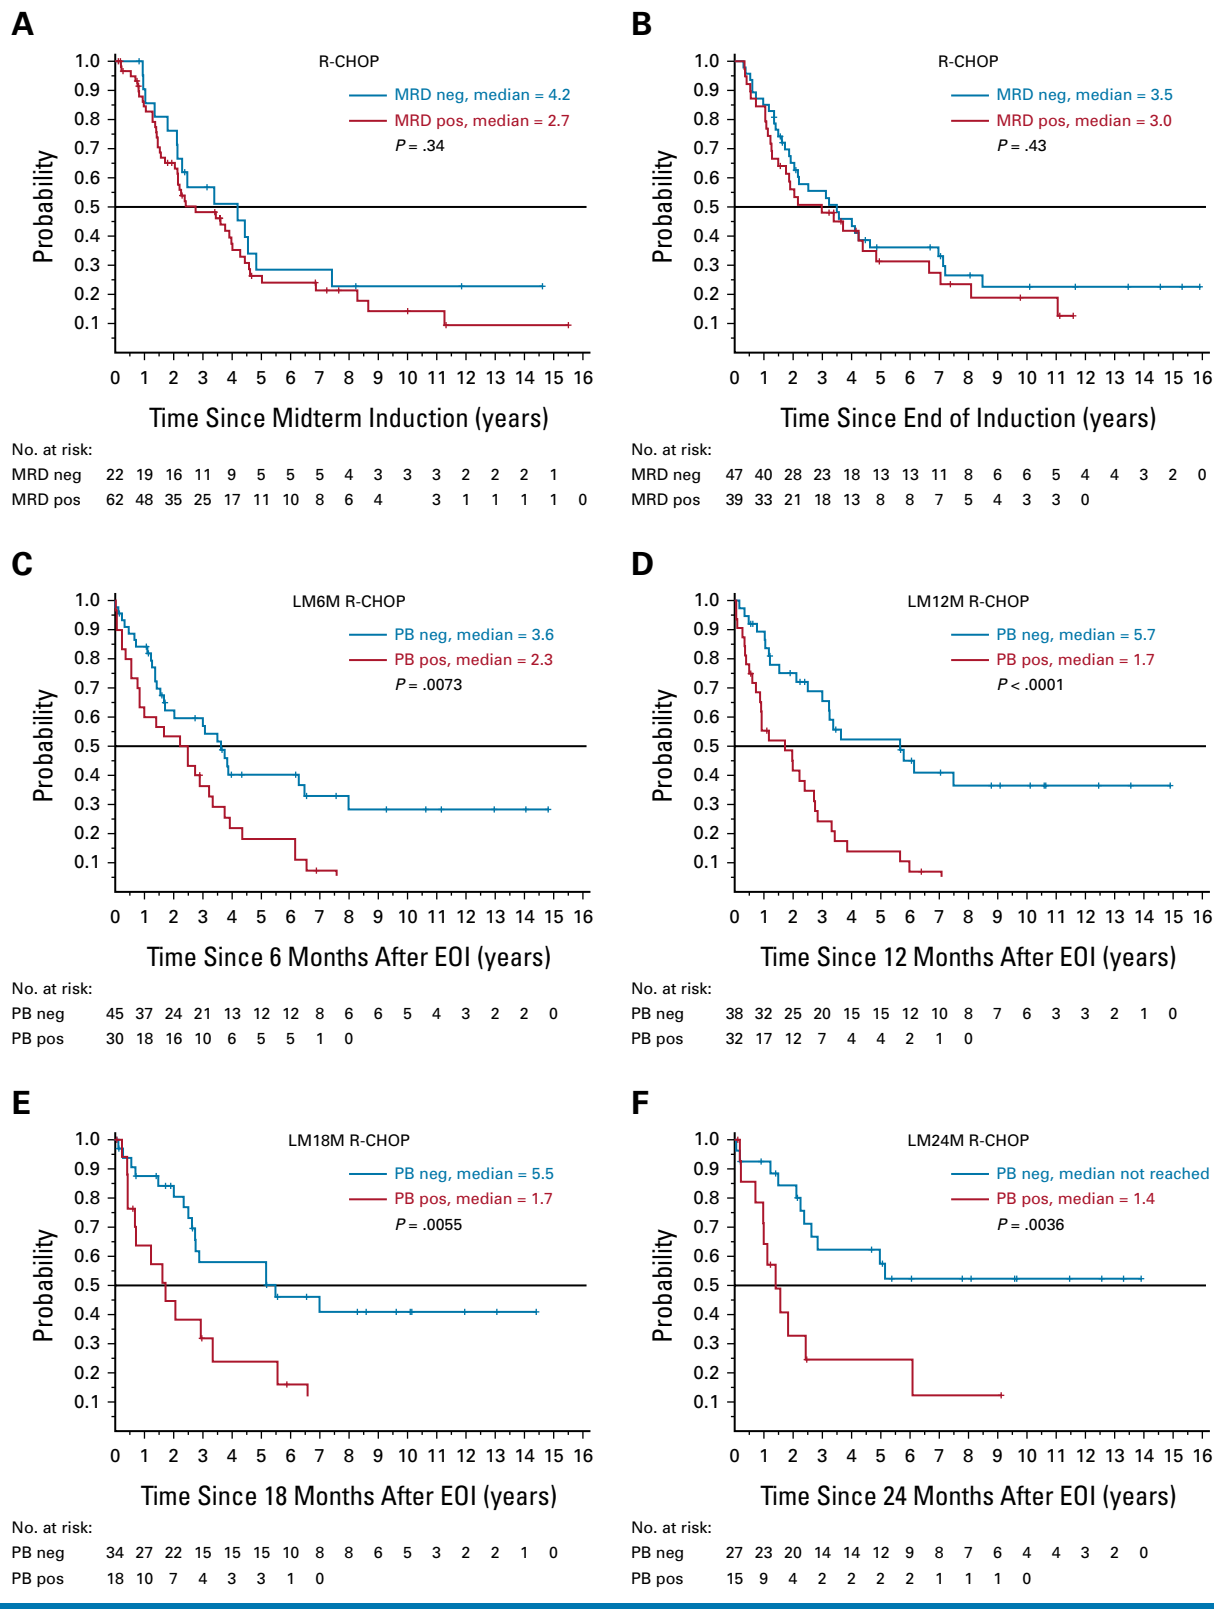 A
R-CHOP
MRD neg, median = 4.2
MRD pos, median = 2.7
P = .34
Probability
1.0
0.9
0.8
0.7
0.6
0.5
0.4
0.3
0.2
0.1
0 1 2 3 4 5 6 7 8 9 10 11 12 13 14 15 16
Time Since Midterm Induction (years)
No. at risk:
MRD neg 22 19 16 11 9 5 5 5 4 3 3 3 2 2 2 1
MRD pos 62 48 35 25 17 11 10 8 6 4 3 1 1 1 1 0
B
R-CHOP
MRD neg, median = 3.5
MRD pos, median = 3.0
P = .43
Probability
1.0
0.9
0.8
0.7
0.6
0.5
0.4
0.3
0.2
0.1
0 1 2 3 4 5 6 7 8 9 10 11 12 13 14 15 16
Time Since End of Induction (years)
No. at risk:
MRD neg 47 40 28 23 18 13 13 11 8 6 6 5 4 4 3 2 0
MRD pos 39 33 21 18 13 8 8 7 5 4 3 3 0
C
LM6M R-CHOP
PB neg, median = 3.6
PB pos, median = 2.3
P = .0073
Probability
1.0
0.9
0.8
0.7
0.6
0.5
0.4
0.3
0.2
0.1
0 1 2 3 4 5 6 7 8 9 10 11 12 13 14 15 16
Time Since 6 Months After EOI (years)
No. at risk:
PB neg 45 37 24 21 13 12 12 8 6 6 5 4 3 2 2 0
PB pos 30 18 16 10 6 5 5 1 0
D
LM12M R-CHOP
PB neg, median = 5.7
PB pos, median = 1.7
P < .0001
Probability
1.0
0.9
0.8
0.7
0.6
0.5
0.4
0.3
0.2
0.1
0 1 2 3 4 5 6 7 8 9 10 11 12 13 14 15 16
Time Since 12 Months After EOI (years)
No. at risk:
PB neg 38 32 25 20 15 15 12 10 8 7 6 3 3 2 1 0
PB pos 32 17 12 7 4 4 2 1 0
E
LM18M R-CHOP
PB neg, median = 5.5
PB pos, median = 1.7
P = .0055
Probability
1.0
0.9
0.8
0.7
0.6
0.5
0.4
0.3
0.2
0.1
0 1 2 3 4 5 6 7 8 9 10 11 12 13 14 15 16
Time Since 18 Months After EOI (years)
No. at risk:
PB neg 34 27 22 15 15 15 10 8 8 6 5 3 2 2 1 0
PB pos 18 10 7 4 3 3 1 0
F
LM24M R-CHOP
PB neg, median not reached
PB pos, median = 1.4
P = .0036
Probability
1.0
0.9
0.8
0.7
0.6
0.5
0.4
0.3
0.2
0.1
0 1 2 3 4 5 6 7 8 9 10 11 12 13 14 15 16
Time Since 24 Months After EOI (years)
No. at risk:
PB neg 27 23 20 14 14 12 9 8 7 6 4 4 3 2 0
PB pos 15 9 4 2 2 2 2 1 1 1 0